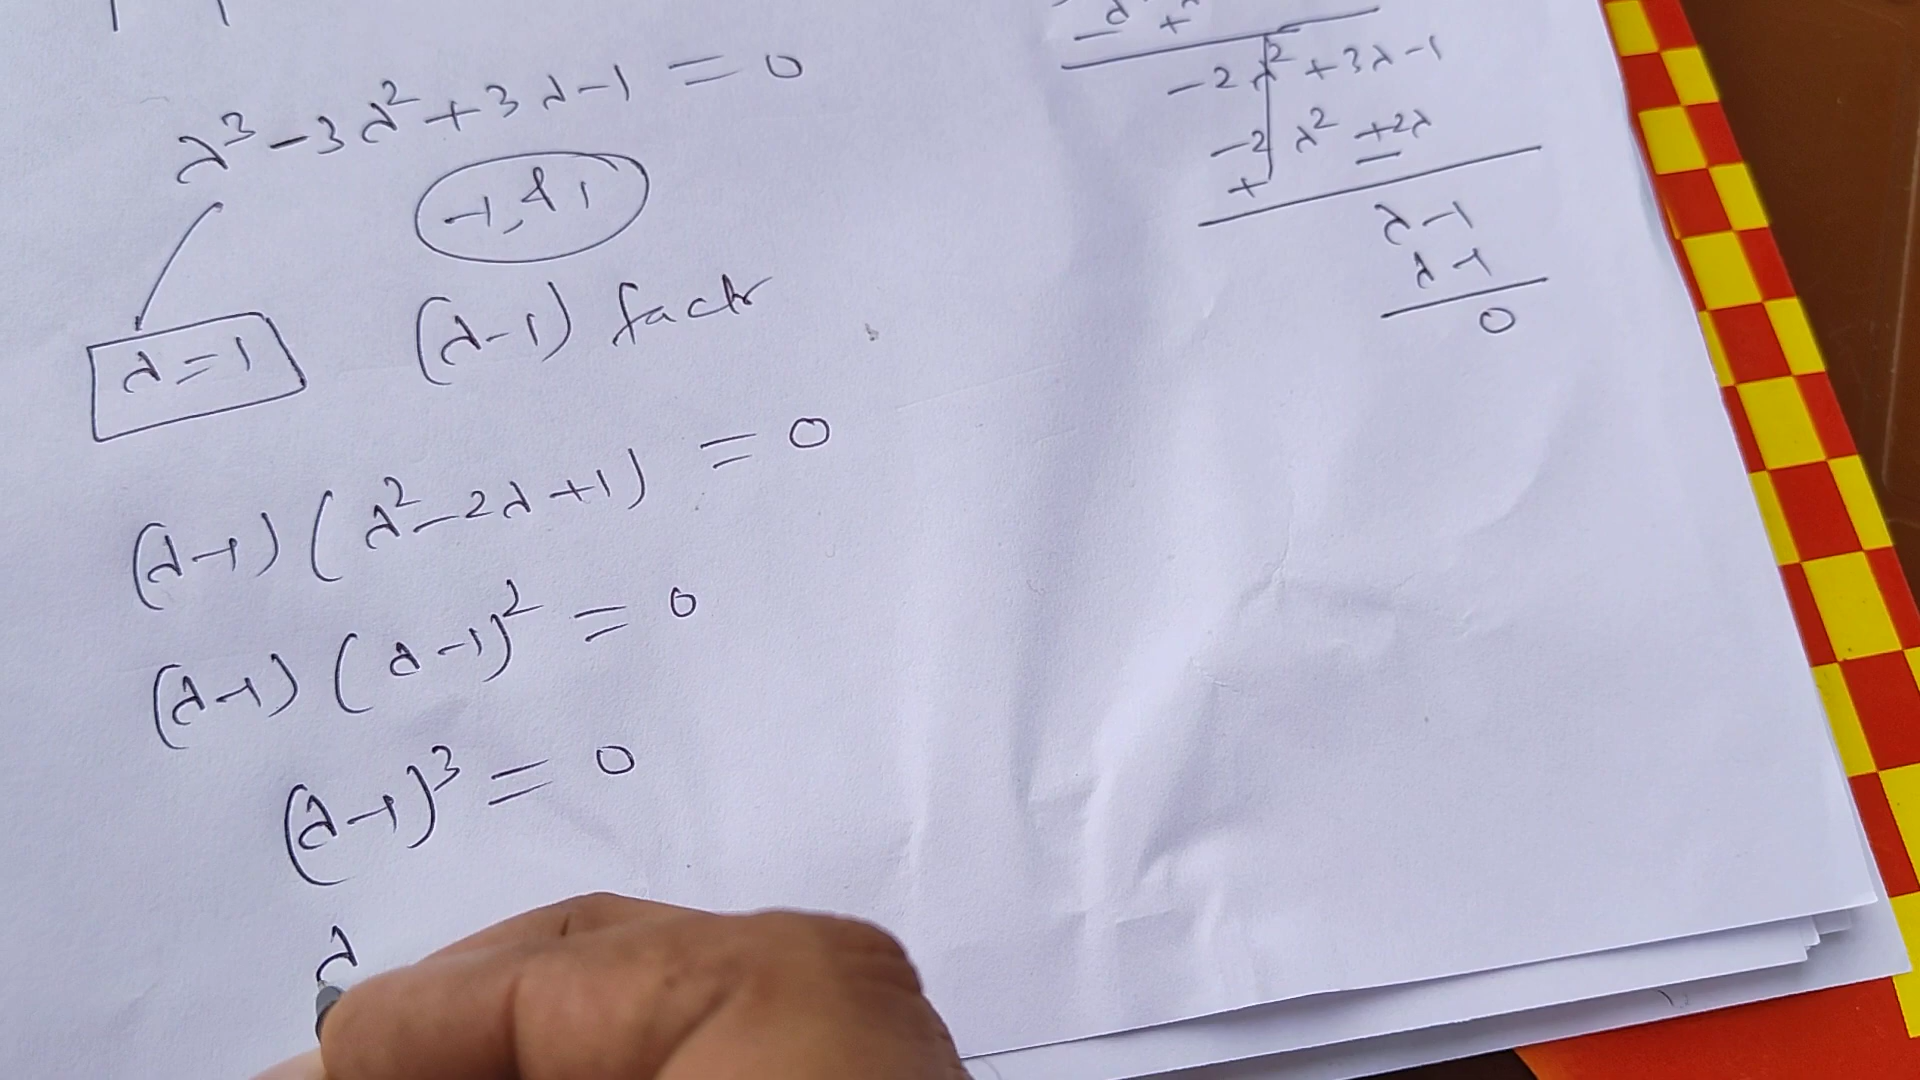 λ³-3λ²+3λ-1 = 0
-1, & 1
λ=1
(λ-1) factr
(λ-1) (λ²-2λ+1) = 0
(λ-1) (λ-1)² = 0
(λ-1)³ = 0
λ
-2λ²+3λ-1
-2λ² +2λ
+ -
λ-1
λ-1
0